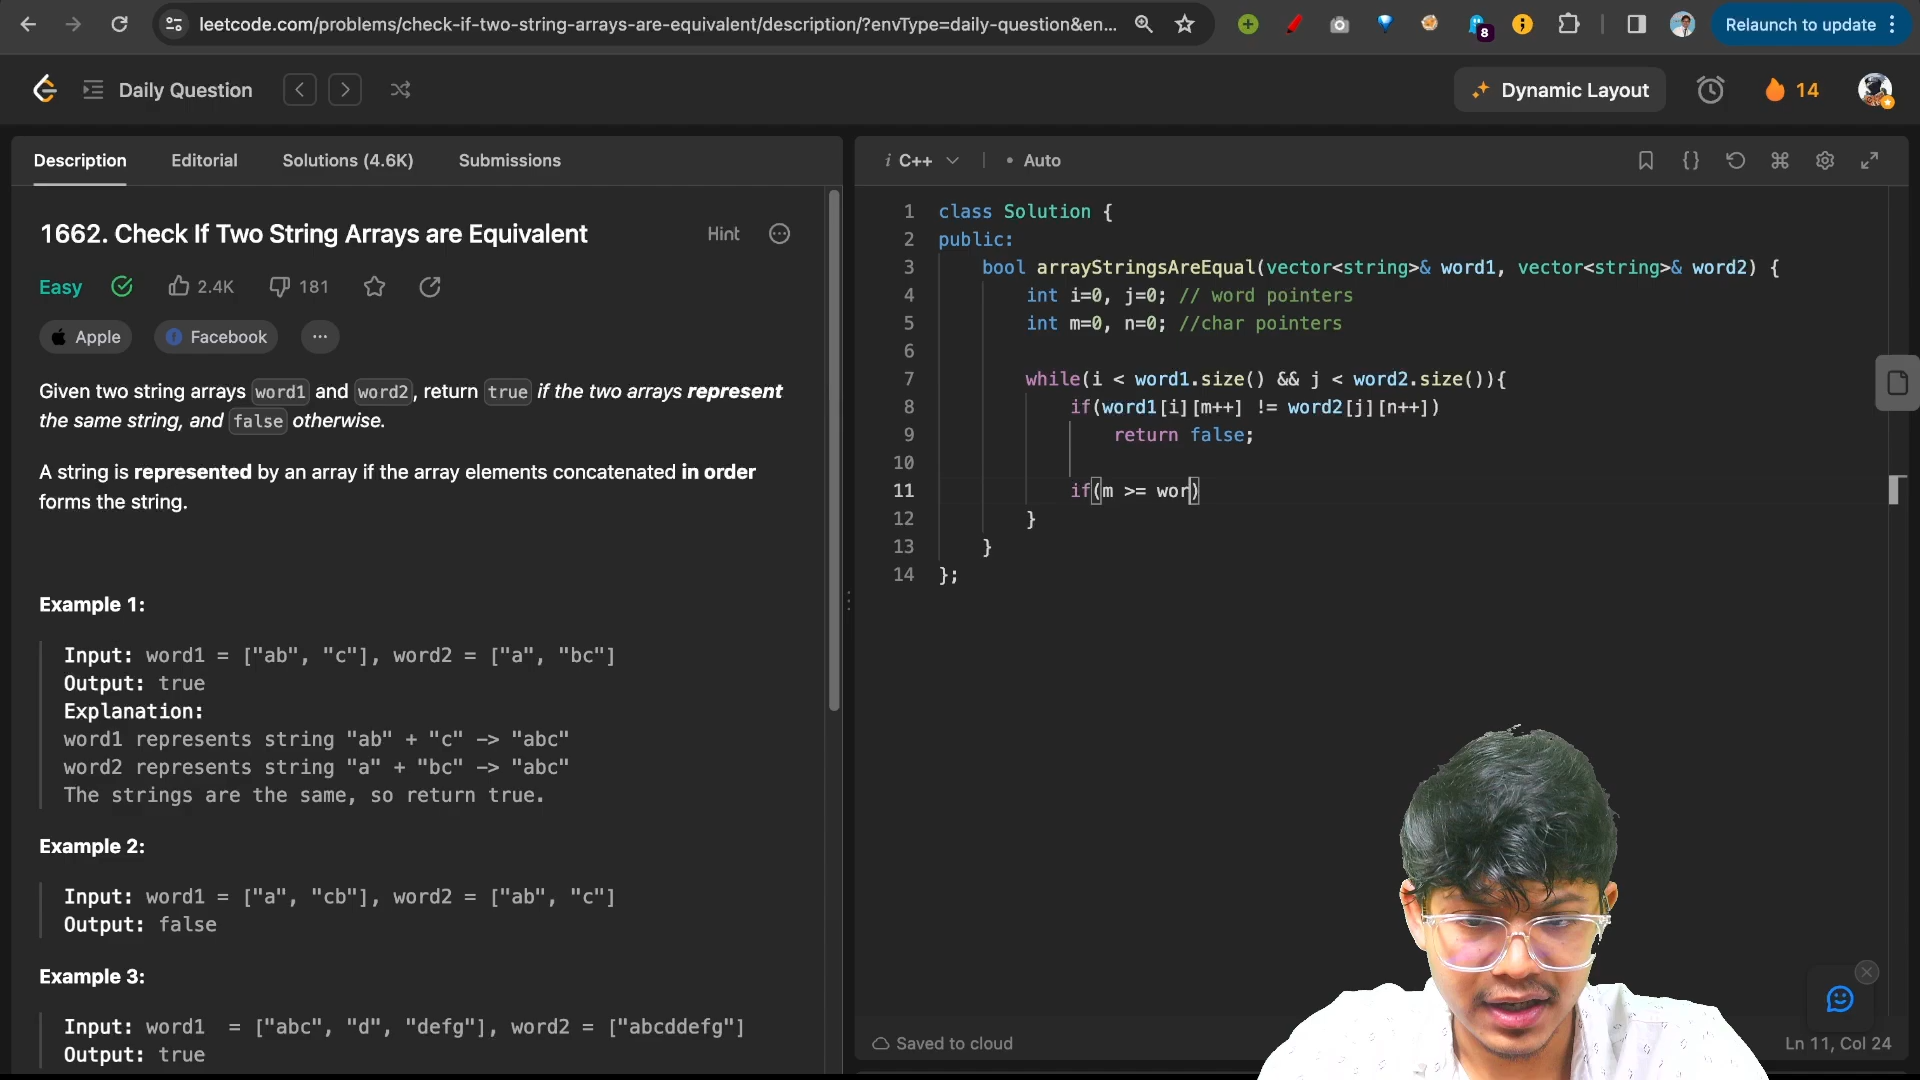 leetcode.com/problems/check-if-two-string-arrays-are-equivalent/description/?envType=daily-question&en...
8
Relaunch to update
Daily Question
Dynamic Layout
14
Description Editorial Solutions (4.6K) Submissions
1662. Check If Two String Arrays are Equivalent
Hint
Easy 2.4K 181
Apple Facebook ...
Given two string arrays word1 and word2, return true if the two arrays represent
the same string, and false otherwise.
A string is represented by an array if the array elements concatenated in order
forms the string.
Example 1:
Input: word1 = ["ab", "c"], word2 = ["a", "bc"]
Output: true
Explanation:
word1 represents string "ab" + "c" -> "abc"
word2 represents string "a" + "bc" -> "abc"
The strings are the same, so return true.
Example 2:
Input: word1 = ["a", "cb"], word2 = ["ab", "c"]
Output: false
Example 3:
Input: word1  = ["abc", "d", "defg"], word2 = ["abcddefg"]
Output: true
i C++ • Auto
{}
1 class Solution {
2 public:
3     bool arrayStringsAreEqual(vector<string>& word1, vector<string>& word2) {
4         int i=0, j=0; // word pointers
5         int m=0, n=0; //char pointers
6
7         while(i < word1.size() && j < word2.size()){
8             if(word1[i][m++] != word2[j][n++])
9                 return false;
10
11             if(m >= wor)
12         }
13     }
14 };
Saved to cloud
Ln 11, Col 24